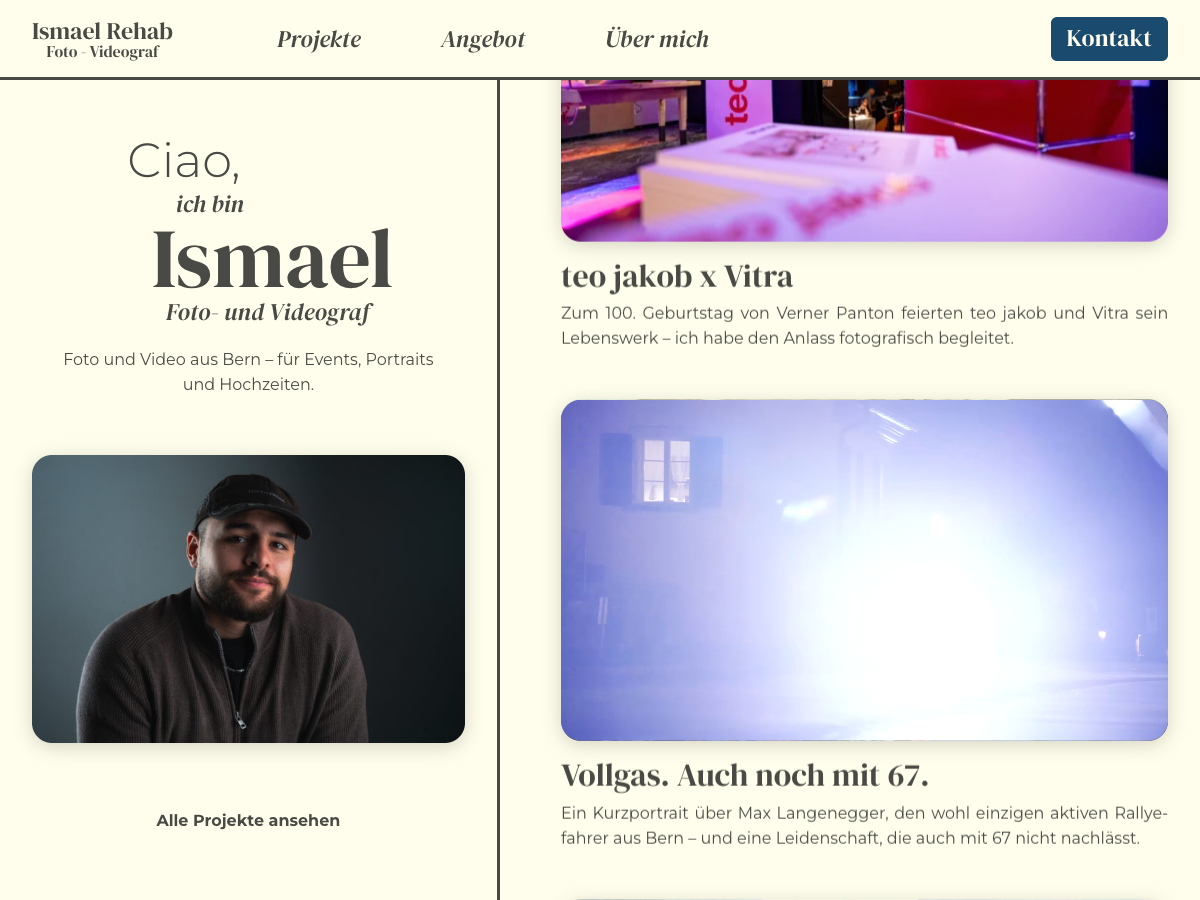 Ismael Rehab
Foto - Videograf
Projekte
Angebot
Über mich
Kontakt
Ciao,
ich bin
Ismael
Foto- und Videograf
Foto und Video aus Bern – für Events, Portraits
und Hochzeiten.
Alle Projekte ansehen
teo
teo jakob x Vitra
Zum 100. Geburtstag von Verner Panton feierten teo jakob und Vitra sein
Lebenswerk – ich habe den Anlass fotografisch begleitet.
Vollgas. Auch noch mit 67.
Ein Kurzportrait über Max Langenegger, den wohl einzigen aktiven Rallye-
fahrer aus Bern – und eine Leidenschaft, die auch mit 67 nicht nachlässt.